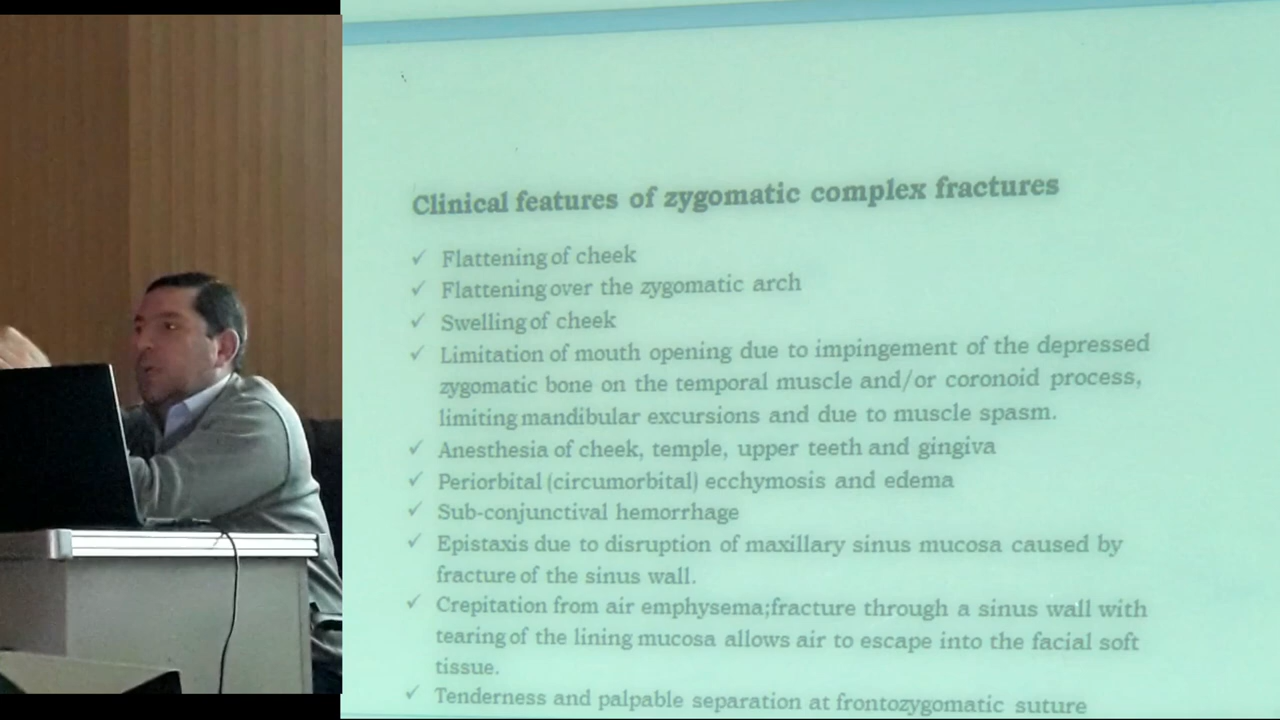 Clinical features of zygomatic complex fractures
✓ Flattening of cheek
✓ Flattening over the zygomatic arch
✓ Swelling of cheek
✓ Limitation of mouth opening due to impingement of the depressed
zygomatic bone on the temporal muscle and/or coronoid process,
limiting mandibular excursions and due to muscle spasm.
✓ Anesthesia of cheek, temple, upper teeth and gingiva
✓ Periorbital (circumorbital) ecchymosis and edema
✓ Sub-conjunctival hemorrhage
✓ Epistaxis due to disruption of maxillary sinus mucosa caused by
fracture of the sinus wall.
✓ Crepitation from air emphysema;fracture through a sinus wall with
tearing of the lining mucosa allows air to escape into the facial soft
tissue.
✓ Tenderness and palpable separation at frontozygomatic suture